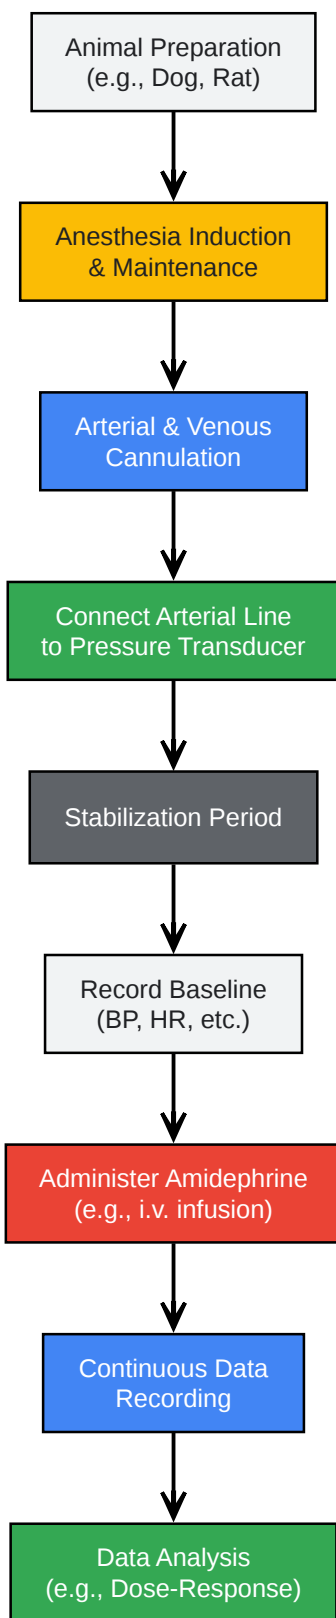 Animal Preparation
(e.g., Dog, Rat)
Anesthesia Induction
& Maintenance
Arterial & Venous
Cannulation
Connect Arterial Line
to Pressure Transducer
Stabilization Period
Record Baseline
(BP, HR, etc.)
Administer Amidephrine
(e.g., i.v. infusion)
Continuous Data
Recording
Data Analysis
(e.g., Dose-Response)